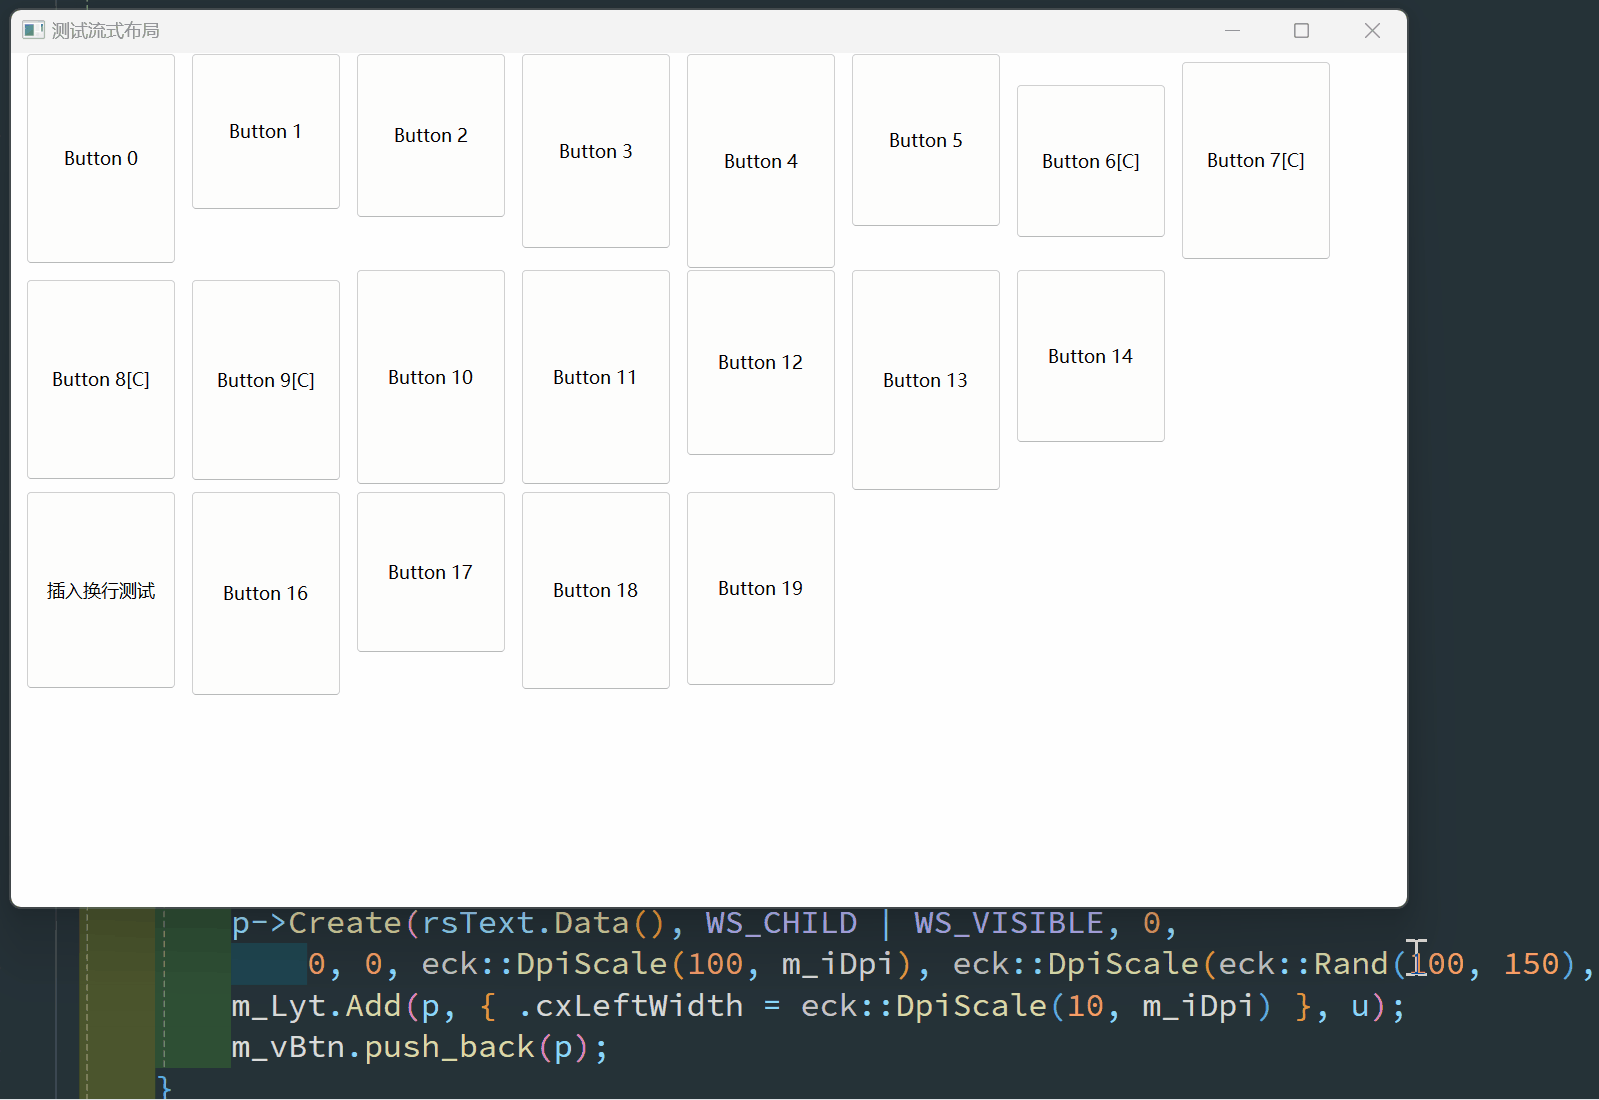 测试流式布局
Button 0
Button 1
Button 2
Button 3
Button 4
Button 5
Button 6[C]
Button 7[C]
Button 8[C]
Button 9[C]
Button 10
Button 11
Button 12
Button 13
Button 14
插入换行测试
Button 16
Button 17
Button 18
Button 19
p->Create(rsText.Data(), WS_CHILD | WS_VISIBLE, 0,
0, 0, eck::DpiScale(100, m_iDpi), eck::DpiScale(eck::Rand(100, 150),
m_Lyt.Add(p, { .cxLeftWidth = eck::DpiScale(10, m_iDpi) }, u);
m_vBtn.push_back(p);
}